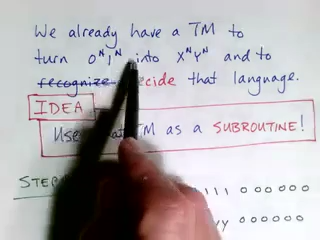 We already have a TM to
turn 0ᴺ1ᴺ into XᴺYᴺ and to
recognize decide that language.
IDEA
Use that TM as a SUBROUTINE!
STEP 111 000000
yy 000000